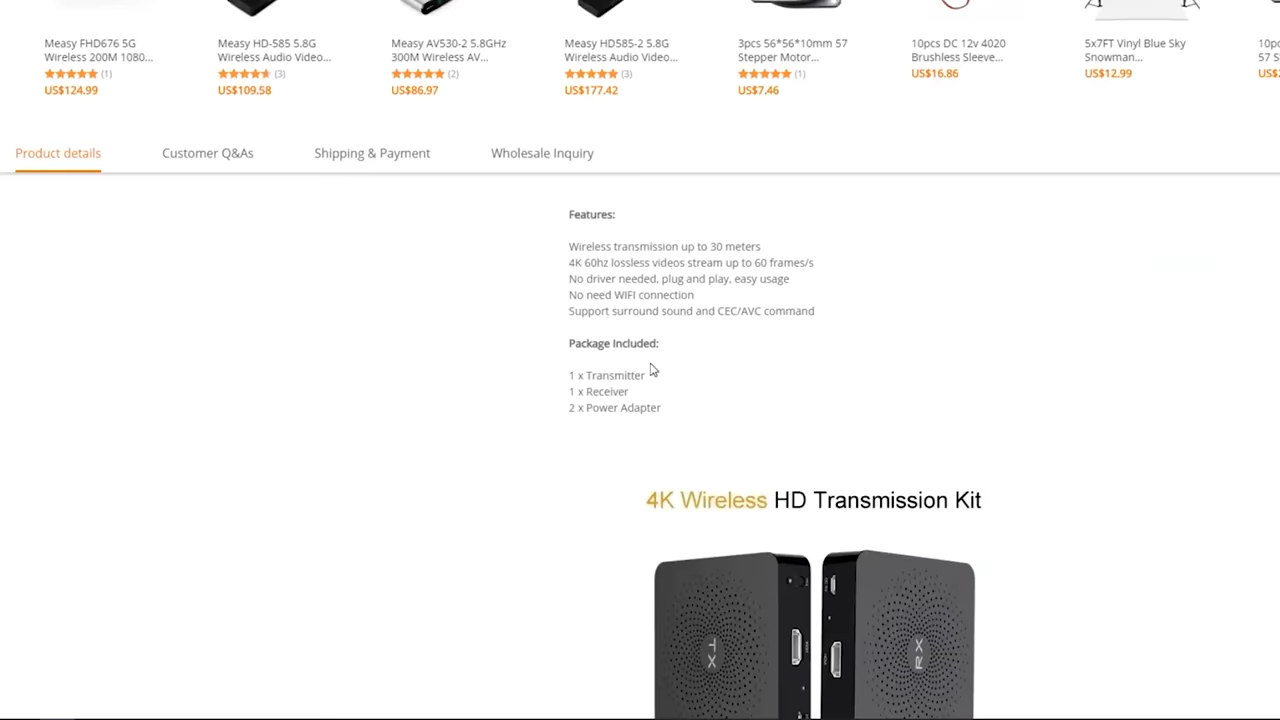 Measy FHD676 5G
Wireless 200M 1080...
(1)
US$124.99
Measy HD-585 5.8G
Wireless Audio Video...
(3)
US$109.58
Measy AV530-2 5.8GHz
300M Wireless AV...
(2)
US$86.97
Measy HD585-2 5.8G
Wireless Audio Video...
(3)
US$177.42
3pcs 56*56*10mm 57
Stepper Motor...
(1)
US$7.46
10pcs DC 12v 4020
Brushless Sleeve...
US$16.86
5x7FT Vinyl Blue Sky
Snowman...
US$12.99
Product details
Customer Q&As
Shipping & Payment
Wholesale Inquiry
Features:
Wireless transmission up to 30 meters
4K 60hz lossless videos stream up to 60 frames/s
No driver needed, plug and play, easy usage
No need WIFI connection
Support surround sound and CEC/AVC command
Package Included:
1 x Transmitter
1 x Receiver
2 x Power Adapter
4K Wireless HD Transmission Kit
TX
RX